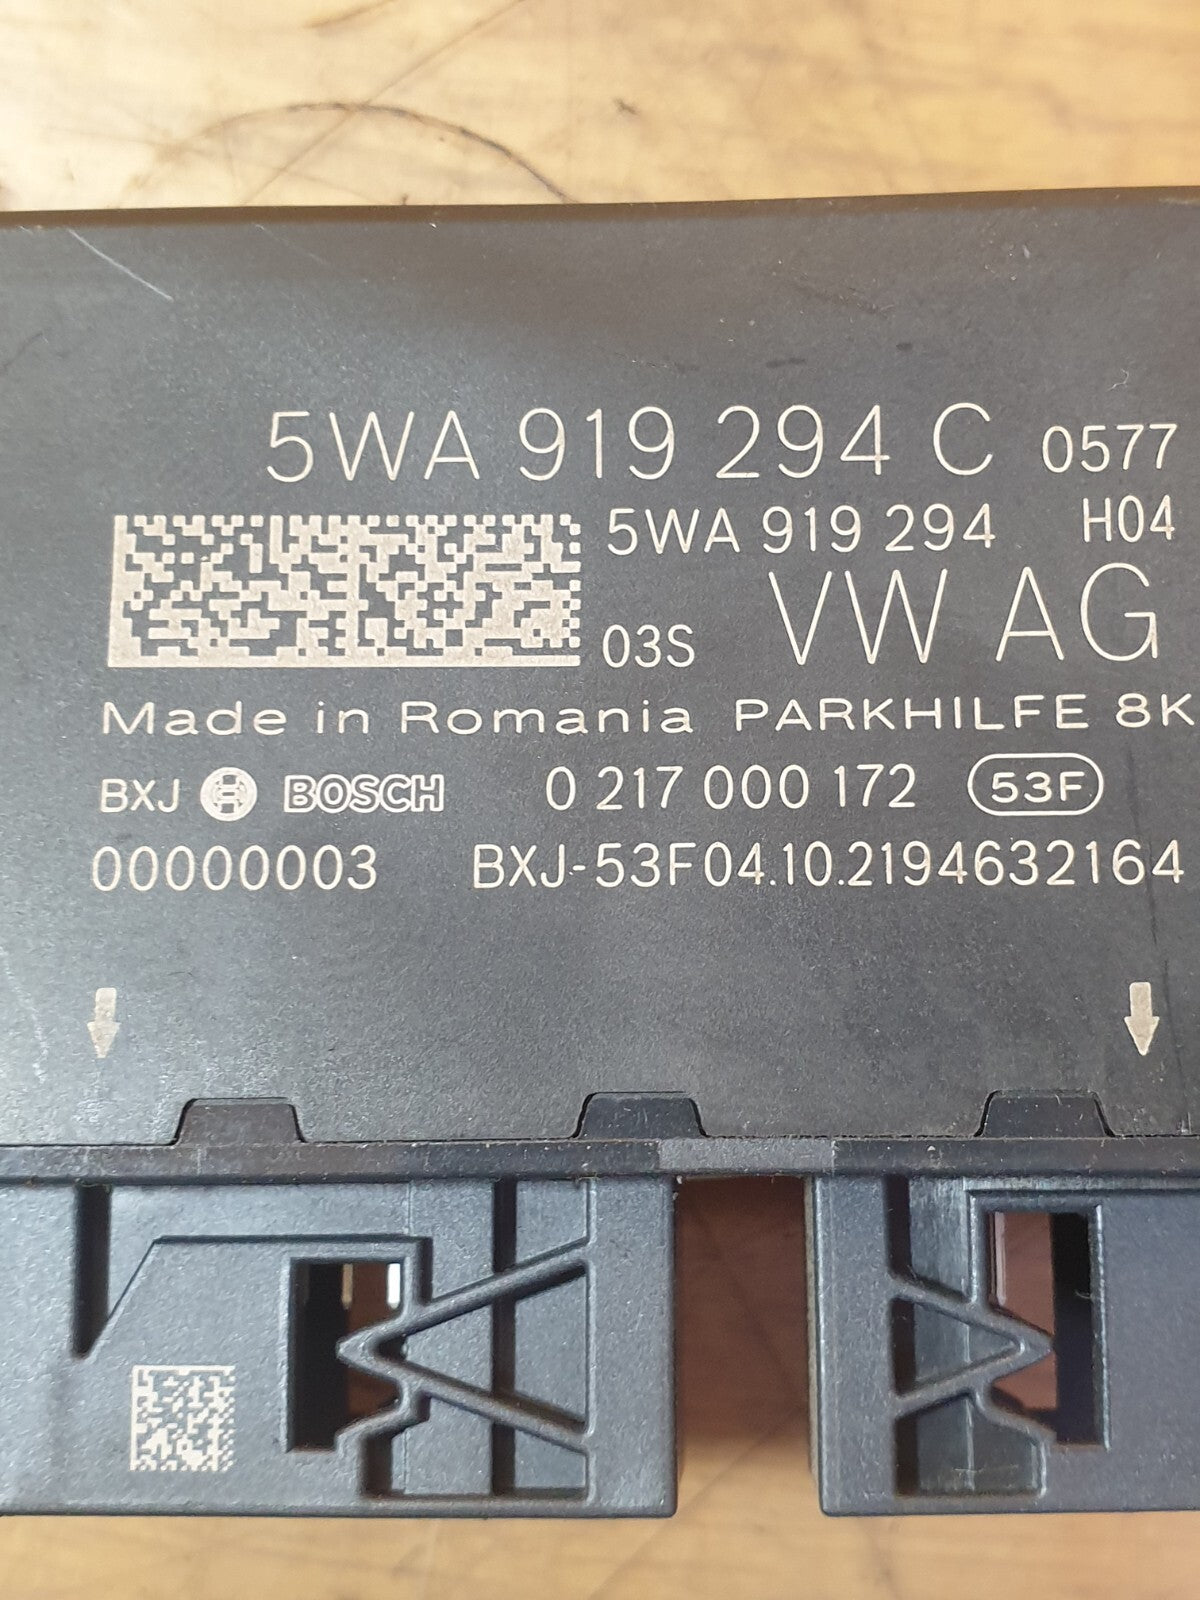 5WA 919 294 C 0577
5WA 919 294 H04
03S VW AG
Made in Romania PARKHILFE 8K
BXJ BOSCH 0 217 000 172 53F
00000003 BXJ-53F04.10.2194632164